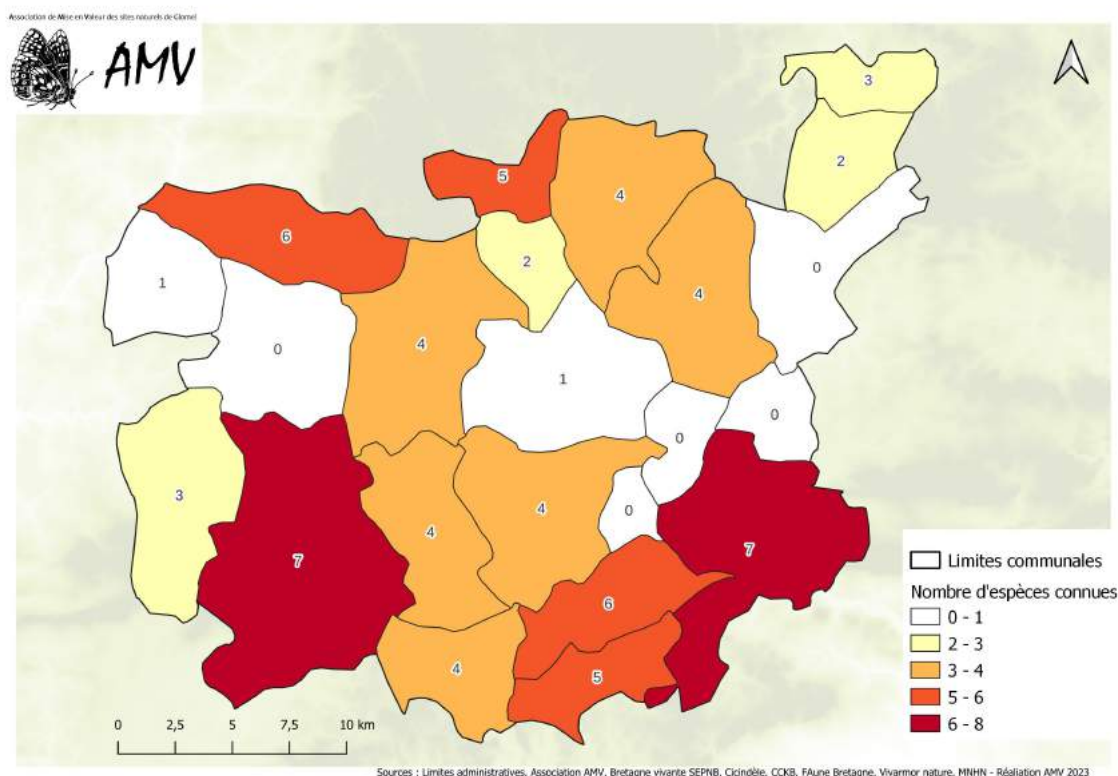 Association de Mise en Valeur des sites naturels de Glomel
AMV
3
2
5
4
6
2
0
1
4
4
0
1
0
0
3
4
4
0
7
7
6
4
5
Limites communales
Nombre d'espèces connues
0 - 1
2 - 3
3 - 4
5 - 6
6 - 8
0 2,5 5 7,5 10 km
Sources : Limites administratives, Association AMV, Bretagne vivante SEPNB, Cicindèle, CCKB, FAune Bretagne, Vivarmor nature, MNHN - Réaliation AMV 2023